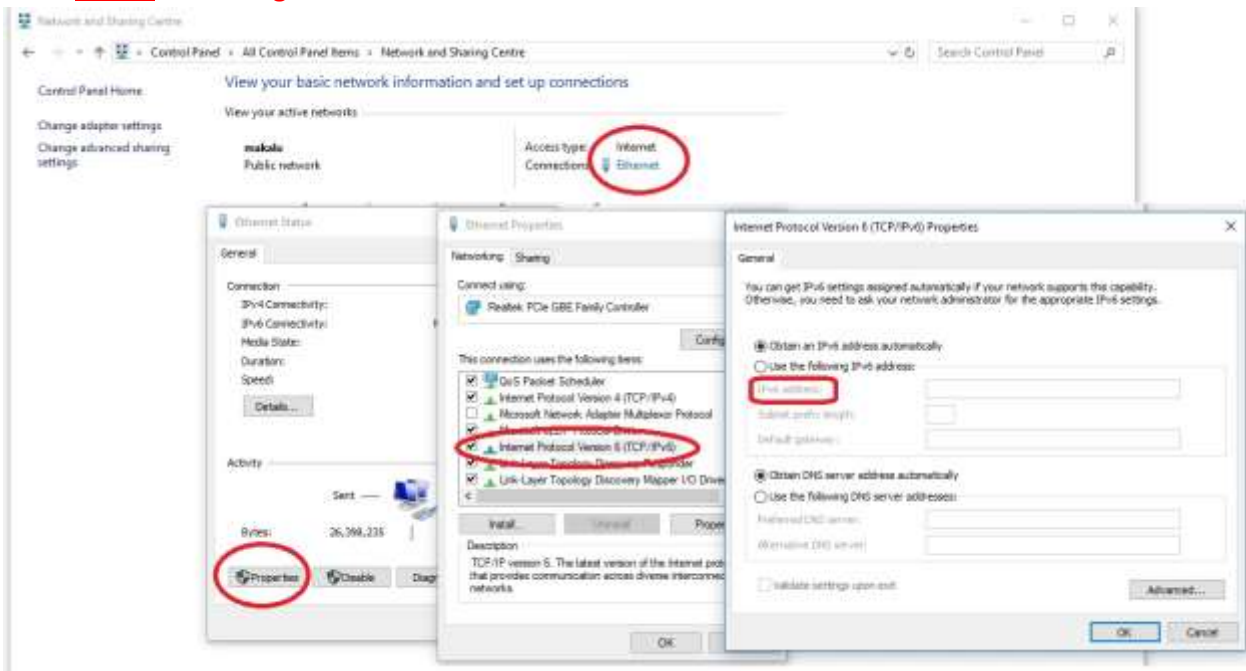 Network and Sharing Centre
Control Panel › All Control Panel Items › Network and Sharing Centre
Search Control Panel
Control Panel Home
Change adapter settings
Change advanced sharing
settings
View your basic network information and set up connections
View your active networks
makalu
Public network
Access type: Internet
Connections: Ethernet
Ethernet Status
General
Connection
IPv4 Connectivity:
IPv6 Connectivity:
Media State:
Duration:
Speed:
Details...
Activity
Sent
Bytes: 26,398,235
Properties Disable
Ethernet Properties
Networking Sharing
Connect using:
Realtek PCIe GBE Family Controller
This connection uses the following items:
QoS Packet Scheduler
Internet Protocol Version 4 (TCP/IPv4)
Microsoft Network Adapter Multiplexor Protocol
Internet Protocol Version 6 (TCP/IPv6)
Link-Layer Topology Discovery Responder
Link-Layer Topology Discovery Mapper I/O
Install... Uninstall
Description
TCP/IP version 6. The latest version of the internet
that provides communication across diverse
networks.
OK
Internet Protocol Version 6 (TCP/IPv6) Properties
General
You can get IPv6 settings assigned automatically if your network supports this capability.
Otherwise, you need to ask your network administrator for the appropriate IPv6 settings.
Obtain an IPv6 address automatically
Use the following IPv6 address:
IPv6 address:
Subnet prefix length:
Default gateway:
Obtain DNS server address automatically
Use the following DNS server addresses:
Preferred DNS server:
Alternative DNS server:
Validate settings upon exit
Advanced...
OK Cancel